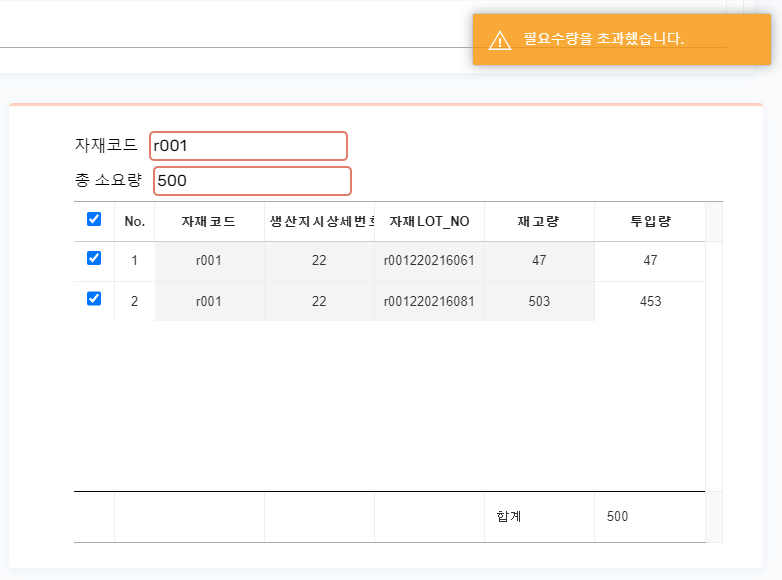 필요수량을 초과했습니다.
자재코드 r001
총 소요량 500
No. 자재코드 생산지시상세번호 자재LOT_NO 재고량 투입량
1 r001 22 r001220216061 47 47
2 r001 22 r001220216081 503 453
합계 500